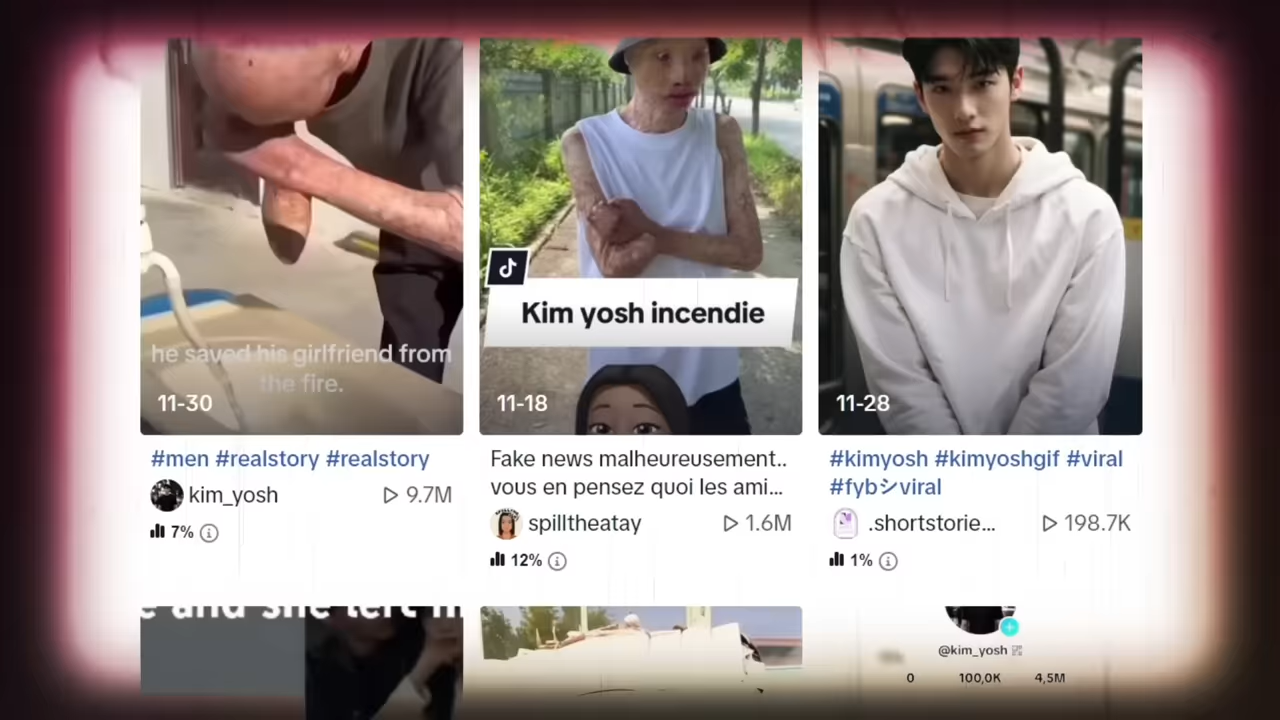 he saved his girlfriend from
the fire.
11-30
#men #realstory #realstory
kim_yosh
9.7M
7%
Kim yosh incendie
11-18
Fake news malheureusement..
vous en pensez quoi les ami...
spilltheatay
1.6M
12%
11-28
#kimyosh #kimyoshgif #viral
#fybシviral
.shortstorie...
198.7K
1%
and she left
@kim_yosh
0
100,0K
4,5M